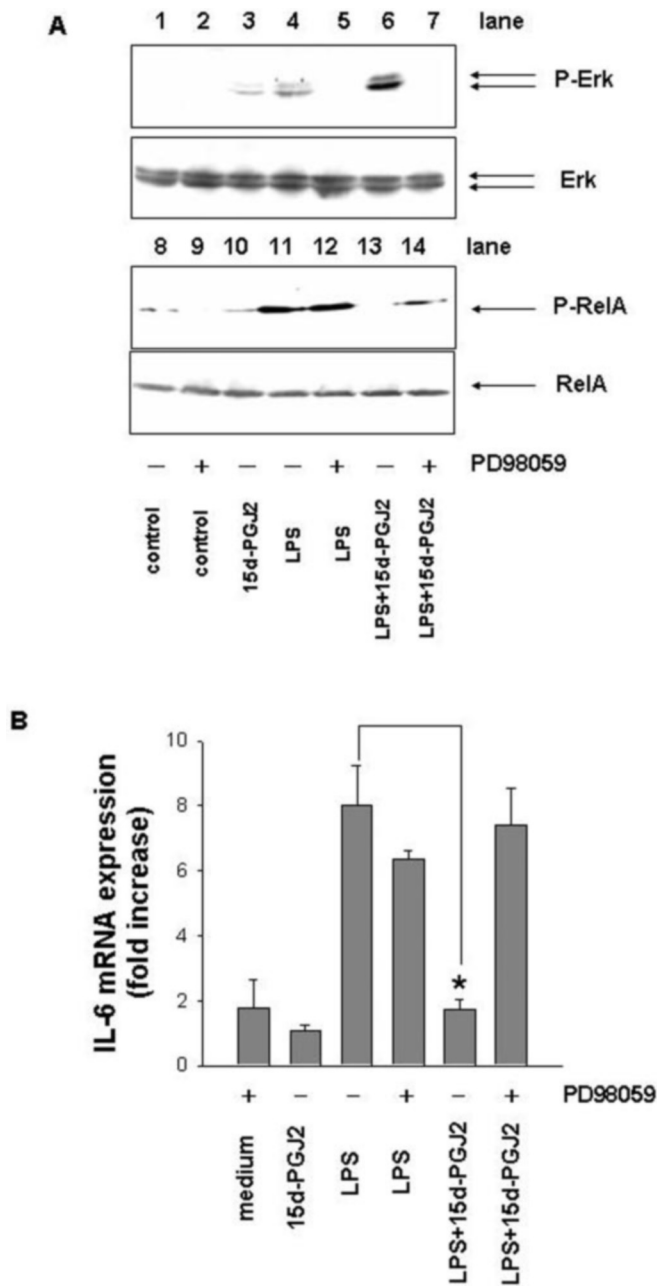 A
1 2 3 4 5 6 7 lane
P-Erk
Erk
8 9 10 11 12 13 14 lane
P-RelA
RelA
– + – – + – + PD98059
control control 15d-PGJ2 LPS LPS LPS+15d-PGJ2 LPS+15d-PGJ2
B
IL-6 mRNA expression
(fold increase)
10
8
6
4
2
0
*
+ – – + – + PD98059
medium 15d-PGJ2 LPS LPS LPS+15d-PGJ2 LPS+15d-PGJ2